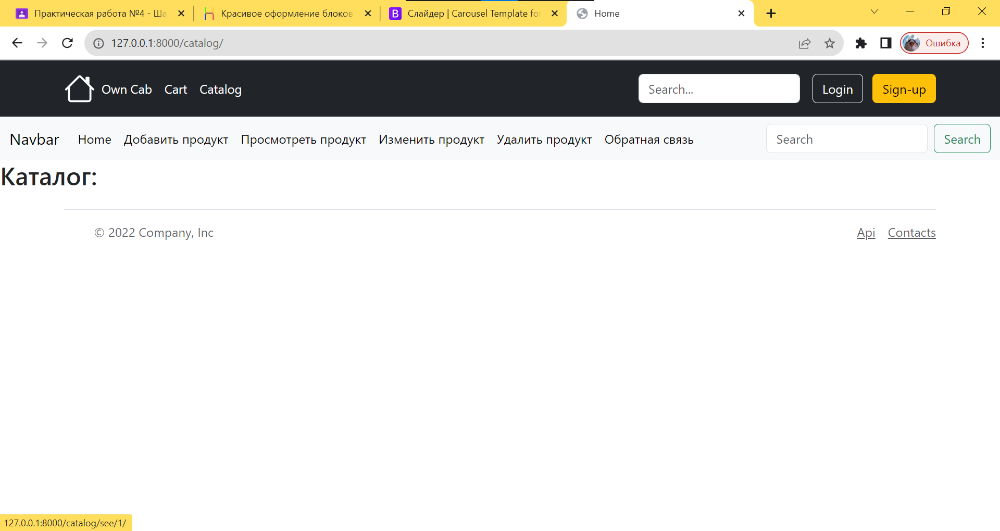 Практическая работа №4 - Ша
Красивое оформление блоков
Слайдер | Carousel Template for
Home
127.0.0.1:8000/catalog/
Ошибка
Own Cab Cart Catalog Search... Login Sign-up
Navbar Home Добавить продукт Просмотреть продукт Изменить продукт Удалить продукт Обратная связь Search Search
Каталог:
© 2022 Company, Inc Api Contacts
127.0.0.1:8000/catalog/see/1/